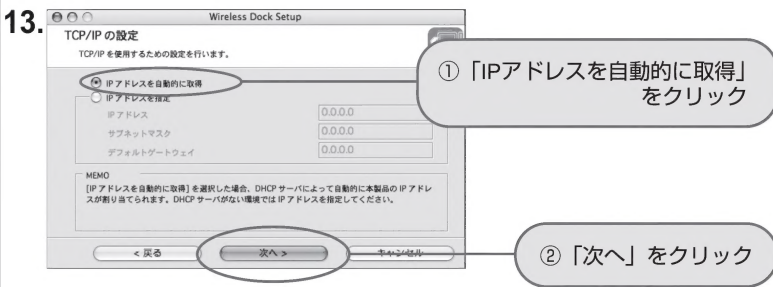 13.
Wireless Dock Setup
TCP/IP の設定
TCP/IP を使用するための設定を行います。
IP アドレスを自動的に取得
IP アドレスを指定
IP アドレス 0.0.0.0
サブネットマスク 0.0.0.0
デフォルトゲートウェイ 0.0.0.0
①「IPアドレスを自動的に取得」
をクリック
MEMO
[IP アドレスを自動的に取得] を選択した場合、DHCP サーバによって自動的に本製品の IP アドレ
スが割り当てられます。DHCP サーバがない環境では IP アドレスを指定してください。
< 戻る 次へ > キャンセル
②「次へ」をクリック